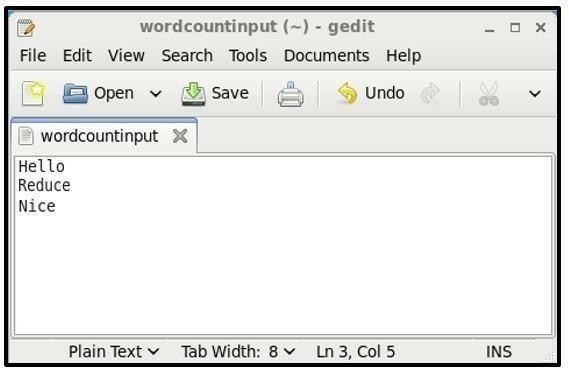 wordcountinput (~) - gedit
File Edit View Search Tools Documents Help
Open Save Undo
wordcountinput
Hello
Reduce
Nice
Plain Text Tab Width: 8 Ln 3, Col 5 INS